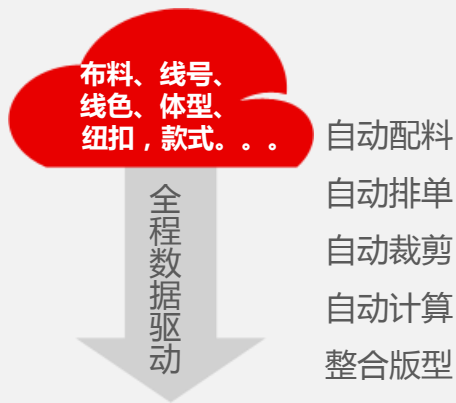 布料、线号、
线色、体型、
纽扣，款式。。。
全程数据驱动
自动配料
自动排单
自动裁剪
自动计算
整合版型